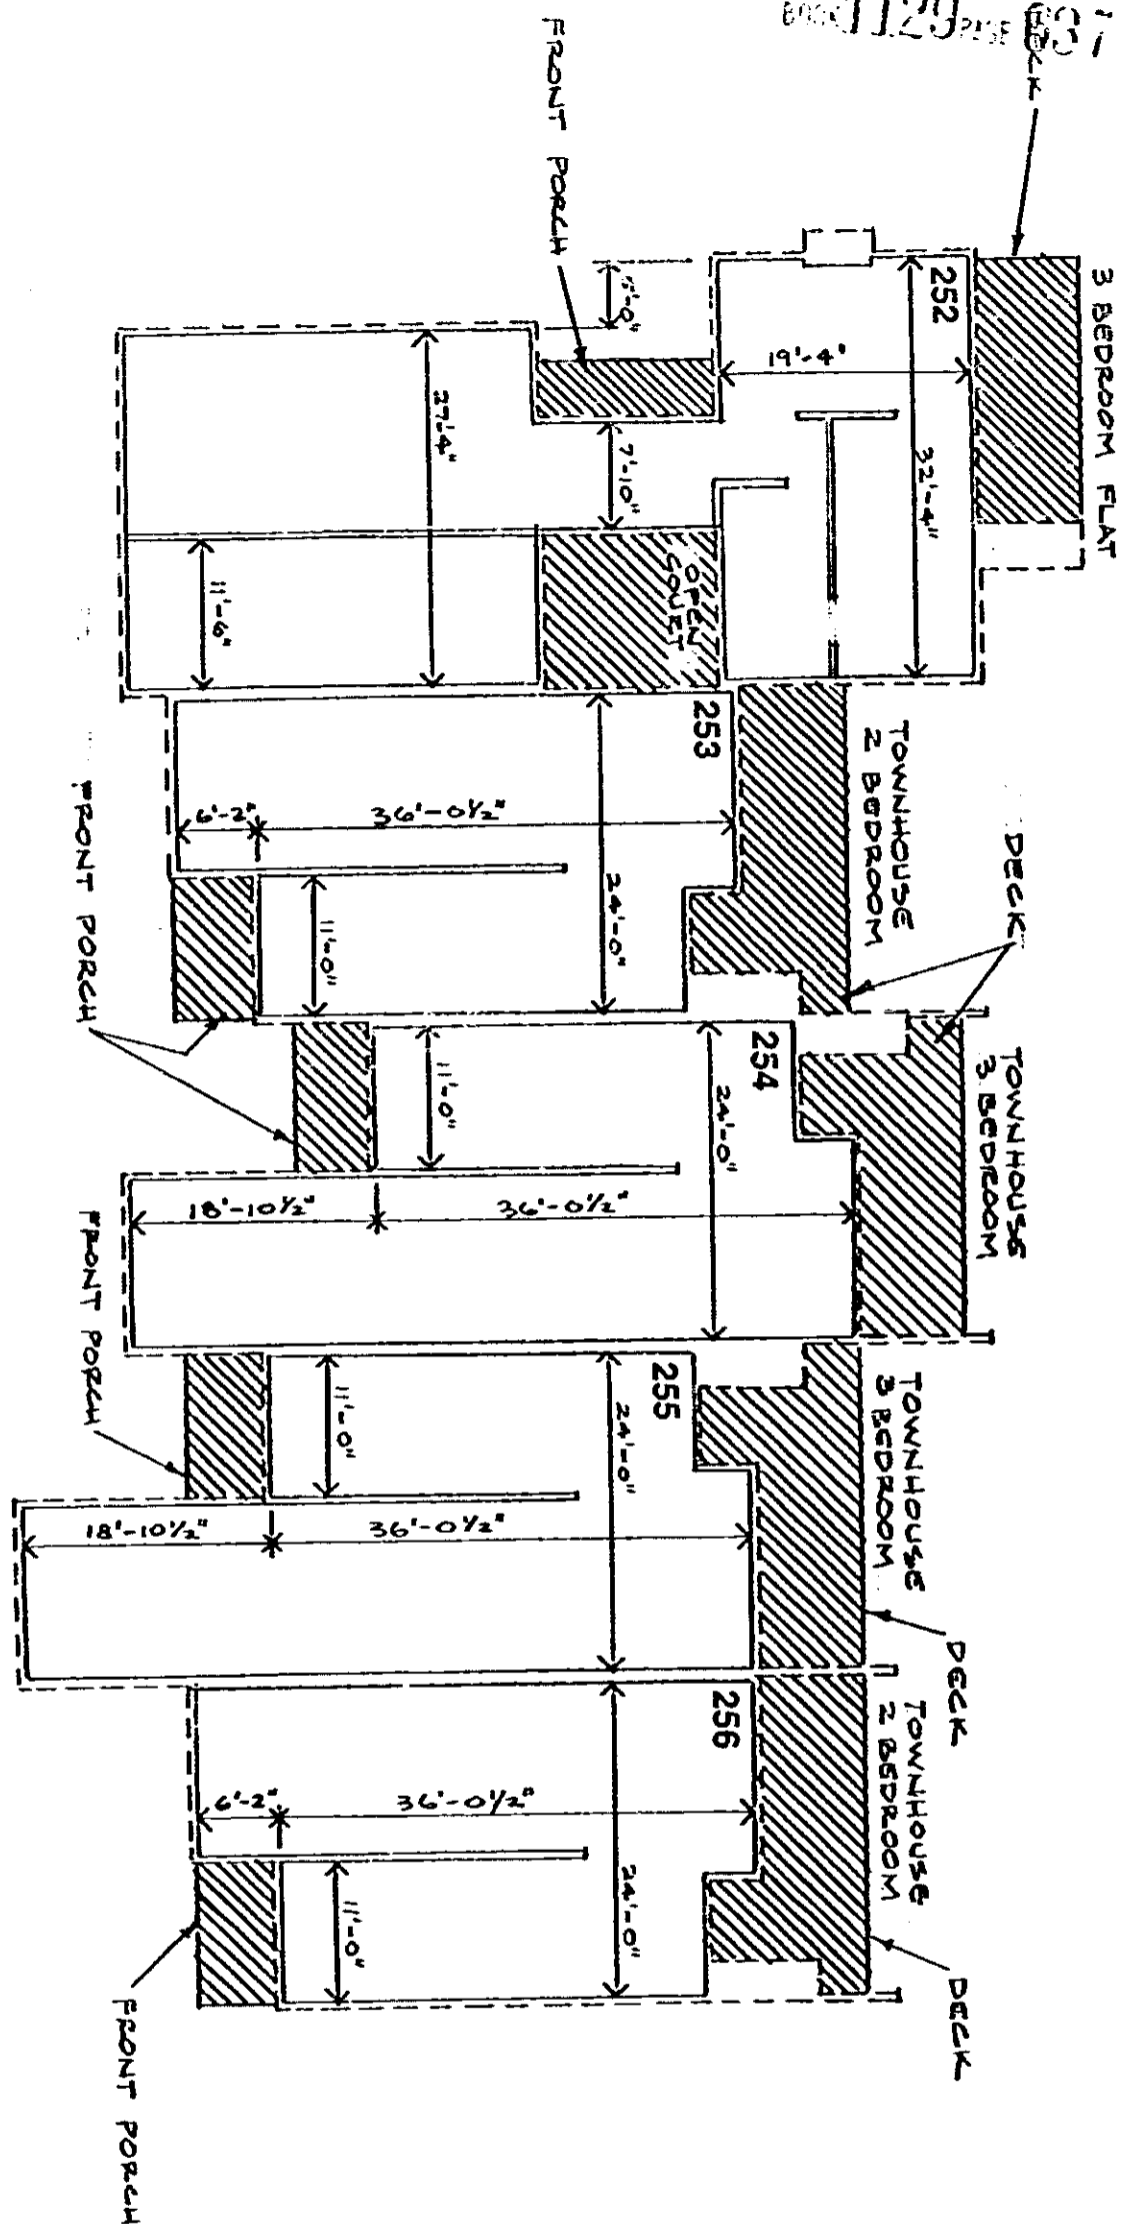 BOOK 1129 PAGE 637
DECK
FRONT PORCH
3 BEDROOM FLAT
252
19'-4"
32'-4"
27'-4"
7'-10"
11'-6"
OPEN
COURT
TOWNHOUSE
2 BEDROOM
253
6'-2"
36'-0½"
24'-0"
11'-0"
FRONT PORCH
DECK
TOWNHOUSE
3 BEDROOM
254
11'-0"
24'-0"
18'-10½"
36'-0½"
FRONT PORCH
TOWNHOUSE
3 BEDROOM
255
11'-0"
24'-0"
18'-10½"
36'-0½"
DECK
TOWNHOUSE
2 BEDROOM
256
6'-2"
36'-0½"
24'-0"
11'-0"
DECK
FRONT PORCH